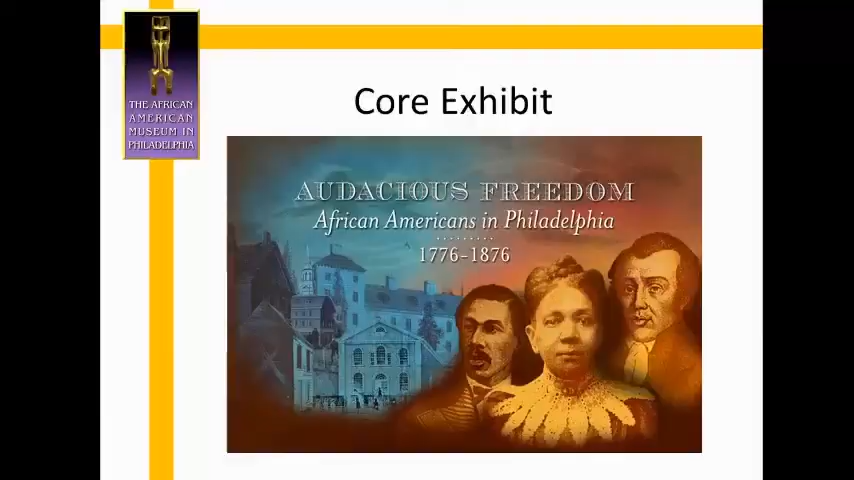 THE AFRICAN
AMERICAN
MUSEUM IN
PHILADELPHIA
Core Exhibit
AUDACIOUS FREEDOM
African Americans in Philadelphia
1776-1876